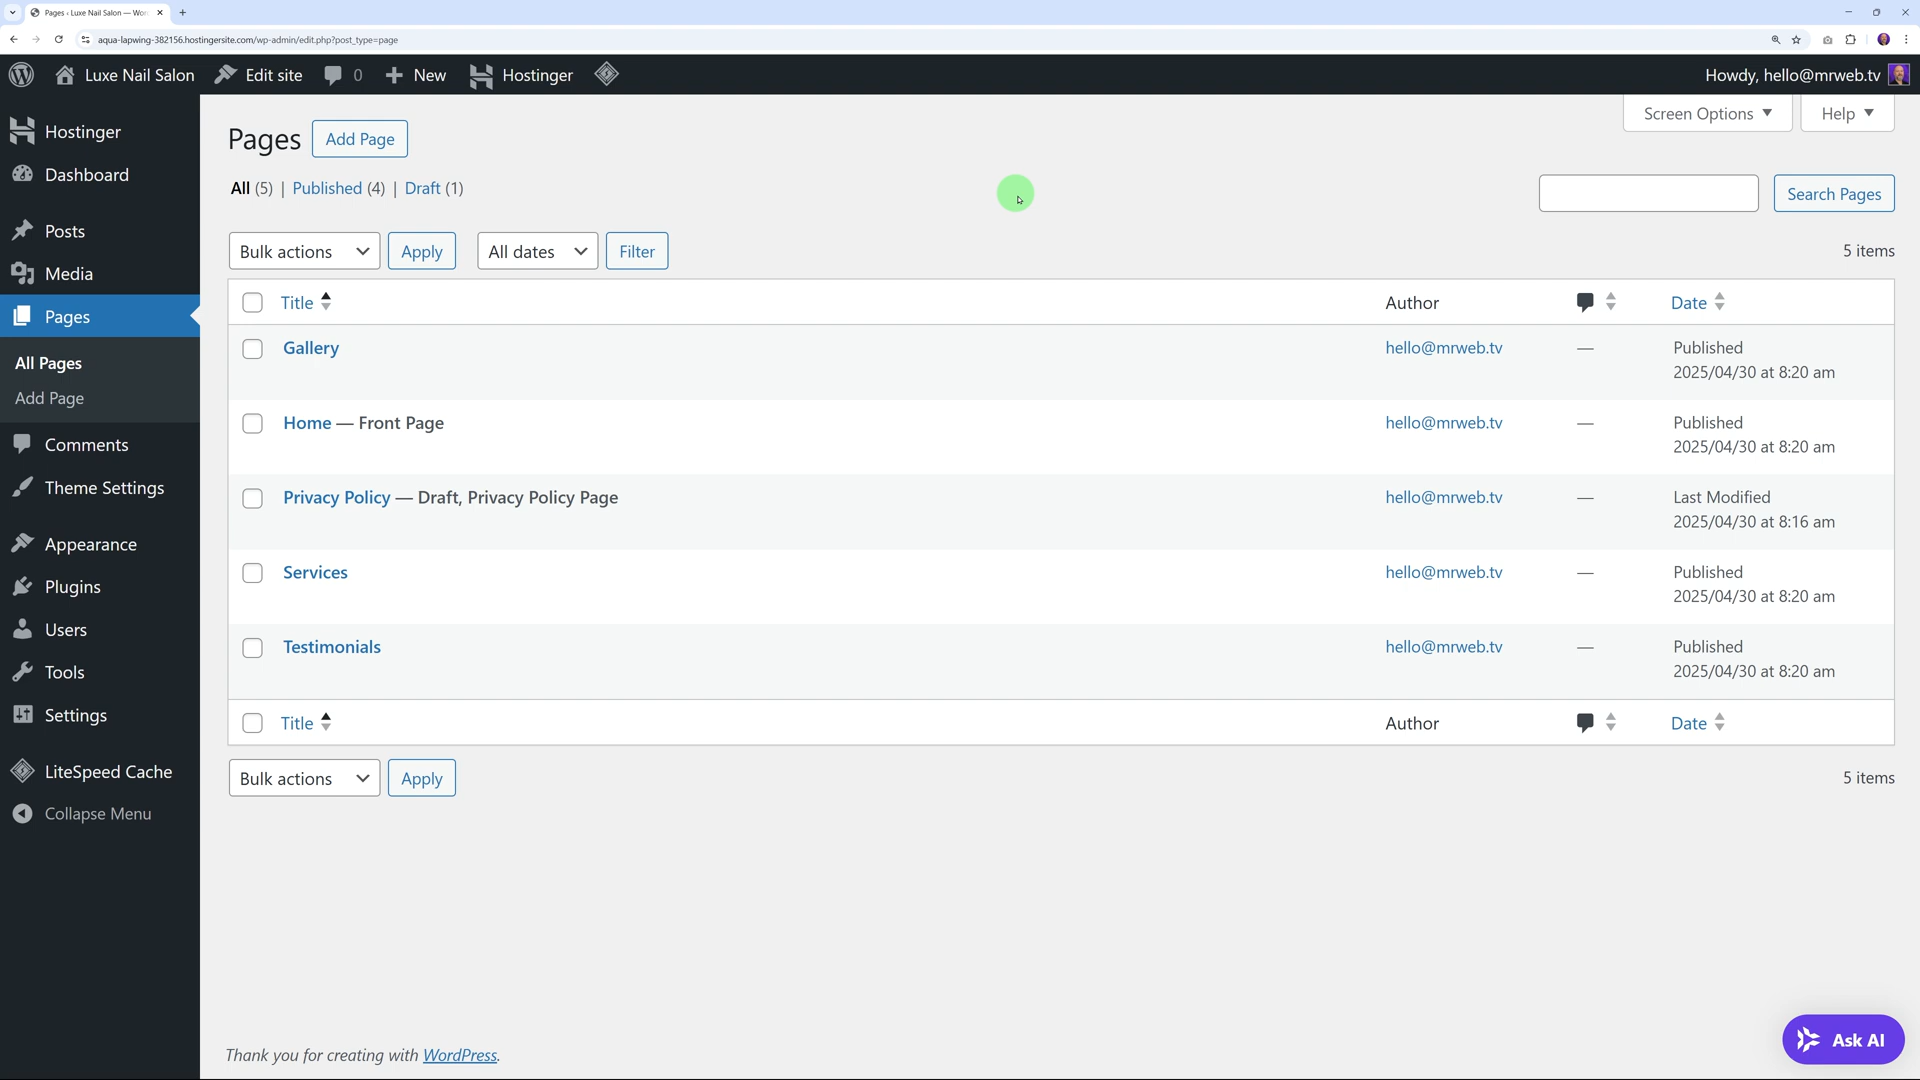 Pages ‹ Luxe Nail Salon — Wor
aqua-lapwing-382156.hostingersite.com/wp-admin/edit.php?post_type=page
Luxe Nail Salon Edit site 0 New Hostinger Howdy, hello@mrweb.tv
Screen Options Help
Hostinger
Dashboard
Posts
Media
Pages
All Pages
Add Page
Comments
Theme Settings
Appearance
Plugins
Users
Tools
Settings
LiteSpeed Cache
Collapse Menu
Pages Add Page
All (5) | Published (4) | Draft (1)
Search Pages
Bulk actions Apply All dates Filter 5 items
Title Author Date
Gallery hello@mrweb.tv — Published
2025/04/30 at 8:20 am
Home — Front Page hello@mrweb.tv — Published
2025/04/30 at 8:20 am
Privacy Policy — Draft, Privacy Policy Page hello@mrweb.tv — Last Modified
2025/04/30 at 8:16 am
Services hello@mrweb.tv — Published
2025/04/30 at 8:20 am
Testimonials hello@mrweb.tv — Published
2025/04/30 at 8:20 am
Title Author Date
Bulk actions Apply 5 items
Thank you for creating with WordPress.
Ask AI